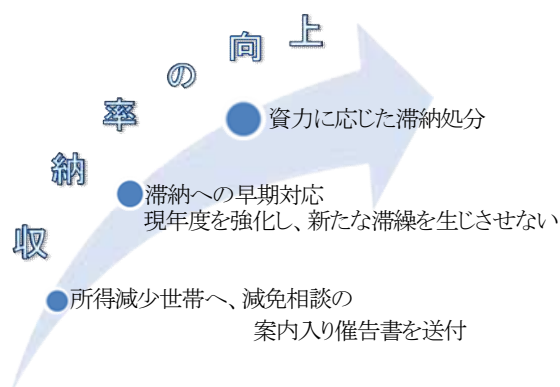 収納率の向上
資力に応じた滞納処分
滞納への早期対応
現年度を強化し、新たな滞繰を生じさせない
所得減少世帯へ、減免相談の
案内入り催告書を送付